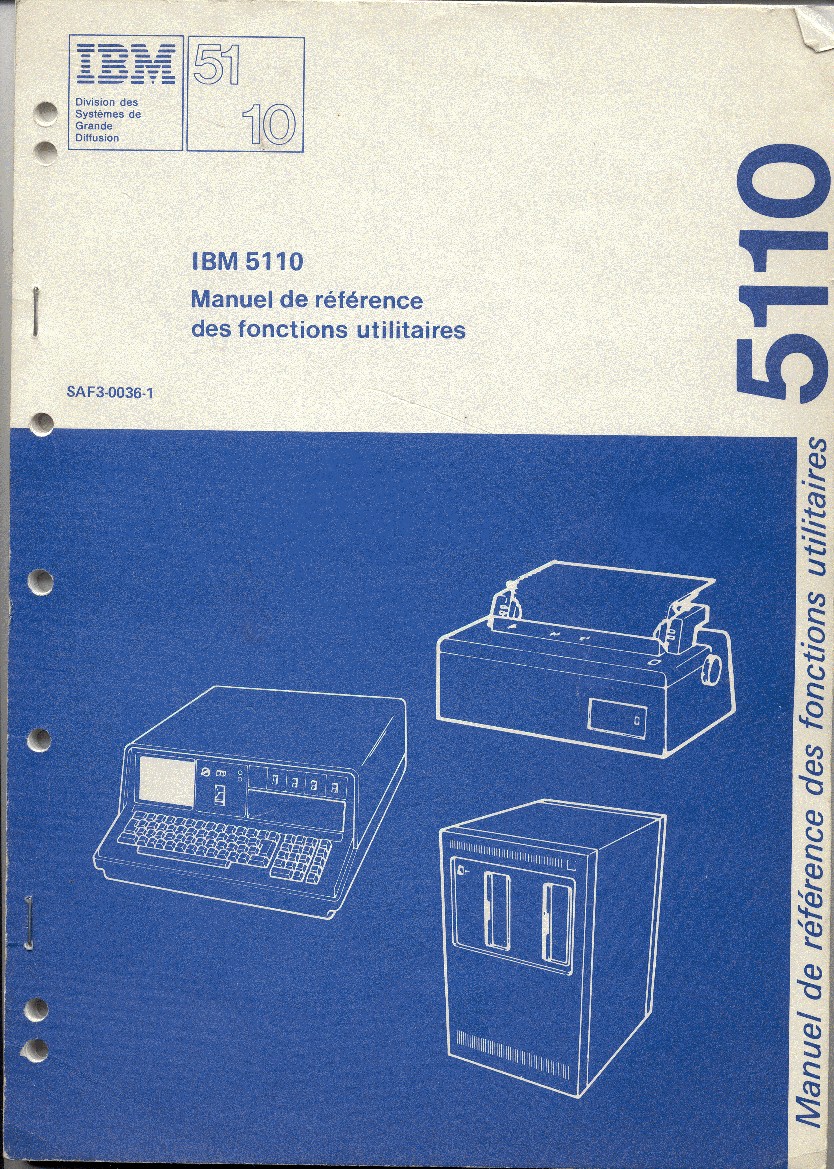 IBM
Division des
Systèmes de
Grande
Diffusion
51
10
IBM 5110
Manuel de référence
des fonctions utilitaires
SAF3-0036-1
5110
Manuel de référence des fonctions utilitaires